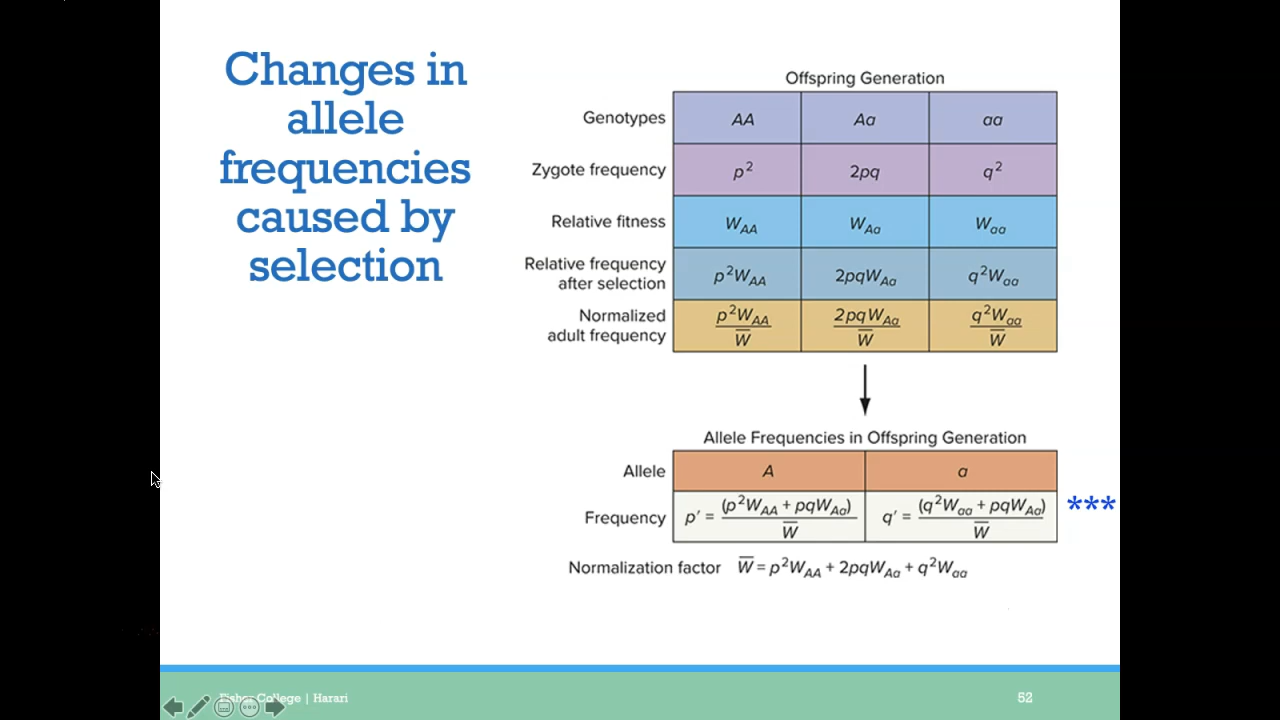 Changes in
allele
frequencies
caused by
selection
Offspring Generation
Genotypes AA Aa aa
Zygote frequency p² 2pq q²
Relative fitness W_AA W_Aa W_aa
Relative frequency
after selection p²W_AA 2pqW_Aa q²W_aa
Normalized
adult frequency p²W_AA / W̅ 2pqW_Aa / W̅ q²W_aa / W̅
Allele Frequencies in Offspring Generation
Allele A a
Frequency p′ = (p²W_AA + pqW_Aa) / W̅ q′ = (q²W_aa + pqW_Aa) / W̅ ***
Normalization factor W̅ = p²W_AA + 2pqW_Aa + q²W_aa
Fisher College | Harari
52